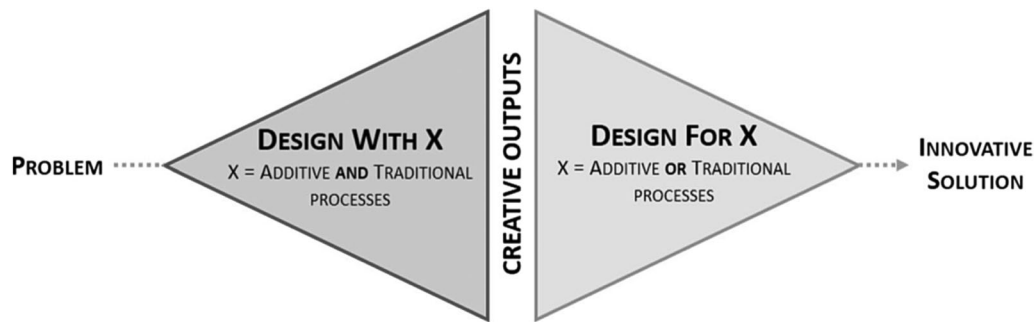 PROBLEM
DESIGN WITH X
X = ADDITIVE AND TRADITIONAL
PROCESSES
CREATIVE OUTPUTS
DESIGN FOR X
X = ADDITIVE OR TRADITIONAL
PROCESSES
INNOVATIVE
SOLUTION